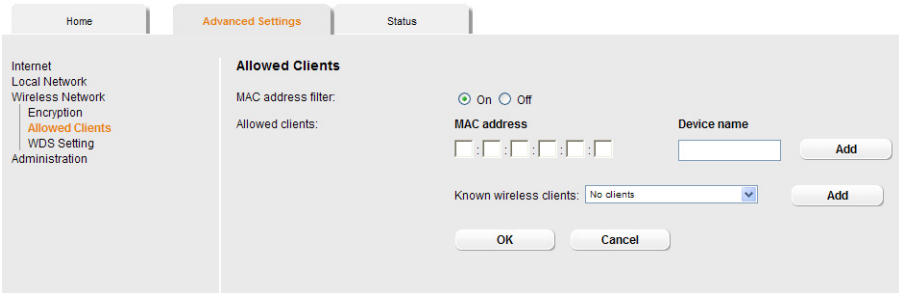 Home Advanced Settings Status
Internet
Local Network
Wireless Network
Encryption
Allowed Clients
WDS Setting
Administration
Allowed Clients
MAC address filter: On Off
Allowed clients: MAC address Device name
: : : : : Add
Known wireless clients: No clients Add
OK Cancel